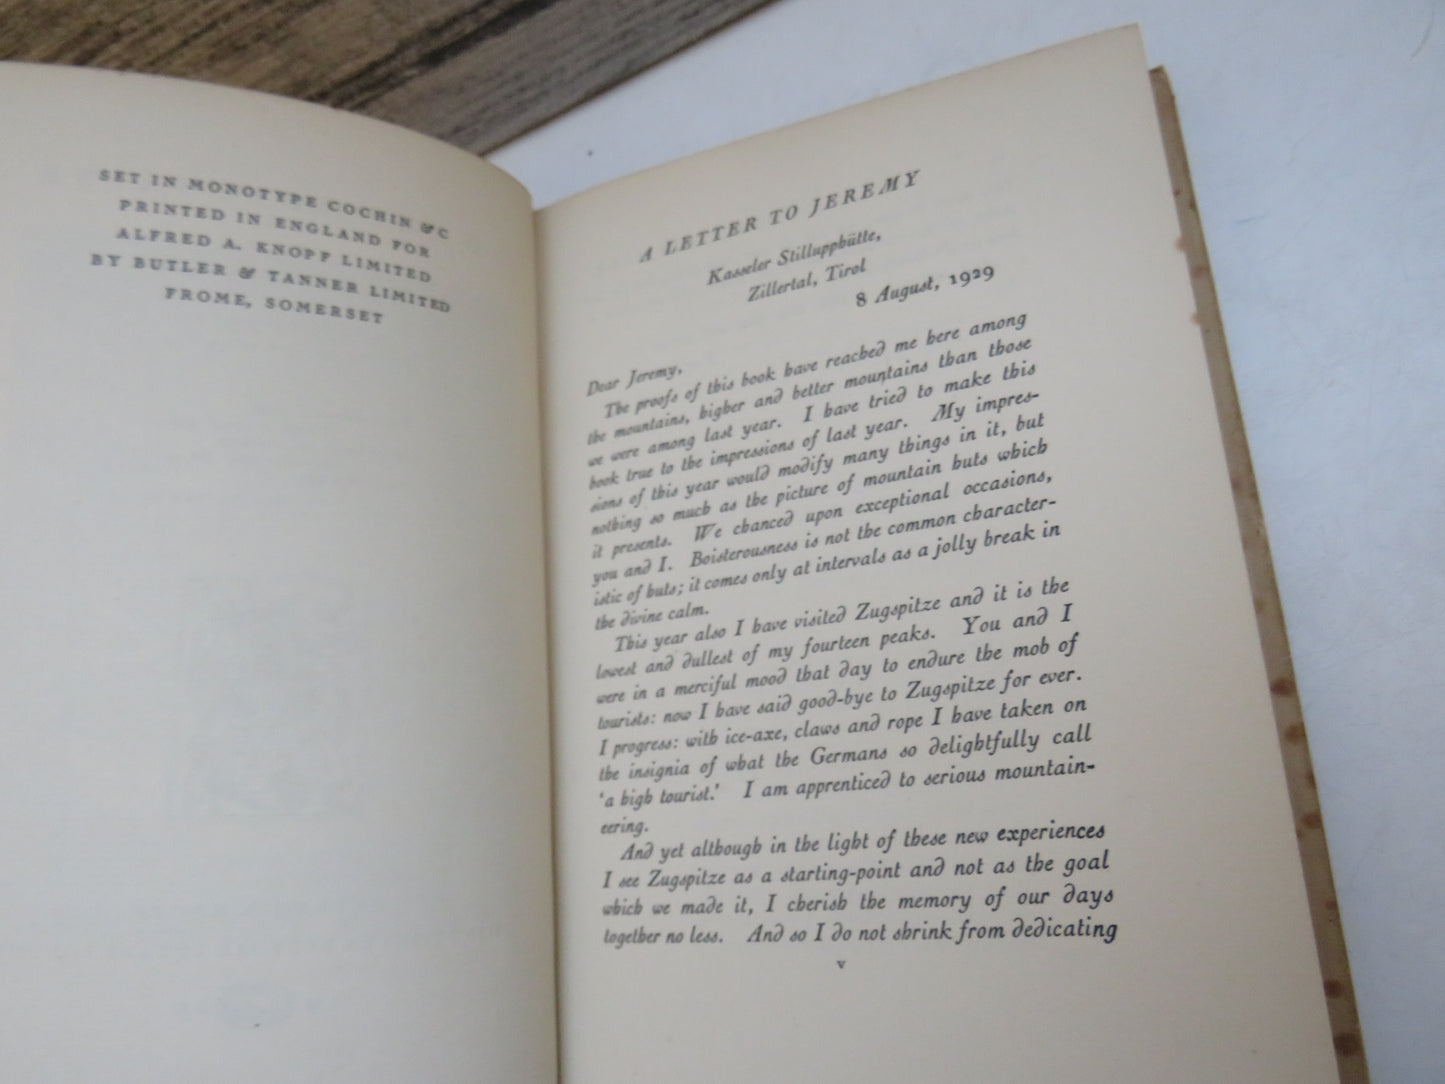 SET IN MONOTYPE COCHIN & C
PRINTED IN ENGLAND FOR
ALFRED A. KNOPF LIMITED
BY BUTLER & TANNER LIMITED
FROME, SOMERSET
A LETTER TO JEREMY
Kasseler Stilluppbütte,
Zillertal, Tirol
8 August, 1929
Dear Jeremy,
The proofs of this book have reached me here among
the mountains, higher and better mountains than those
we were among last year. I have tried to make this
book true to the impressions of last year. My impres-
sions of this year would modify many things in it, but
nothing so much as the picture of mountain huts which
it presents. We chanced upon exceptional occasions,
you and I. Boisterousness is not the common character-
istic of huts; it comes only at intervals as a jolly break in
the divine calm.
This year also I have visited Zugspitze and it is the
lowest and dullest of my fourteen peaks. You and I
were in a merciful mood that day to endure the mob of
tourists: now I have said good-bye to Zugspitze for ever.
I progress: with ice-axe, claws and rope I have taken on
the insignia of what the Germans so delightfully call
‘a high tourist.’ I am apprenticed to serious mountain-
eering.
And yet although in the light of these new experiences
I see Zugspitze as a starting-point and not as the goal
which we made it, I cherish the memory of our days
together no less. And so I do not shrink from dedicating
v